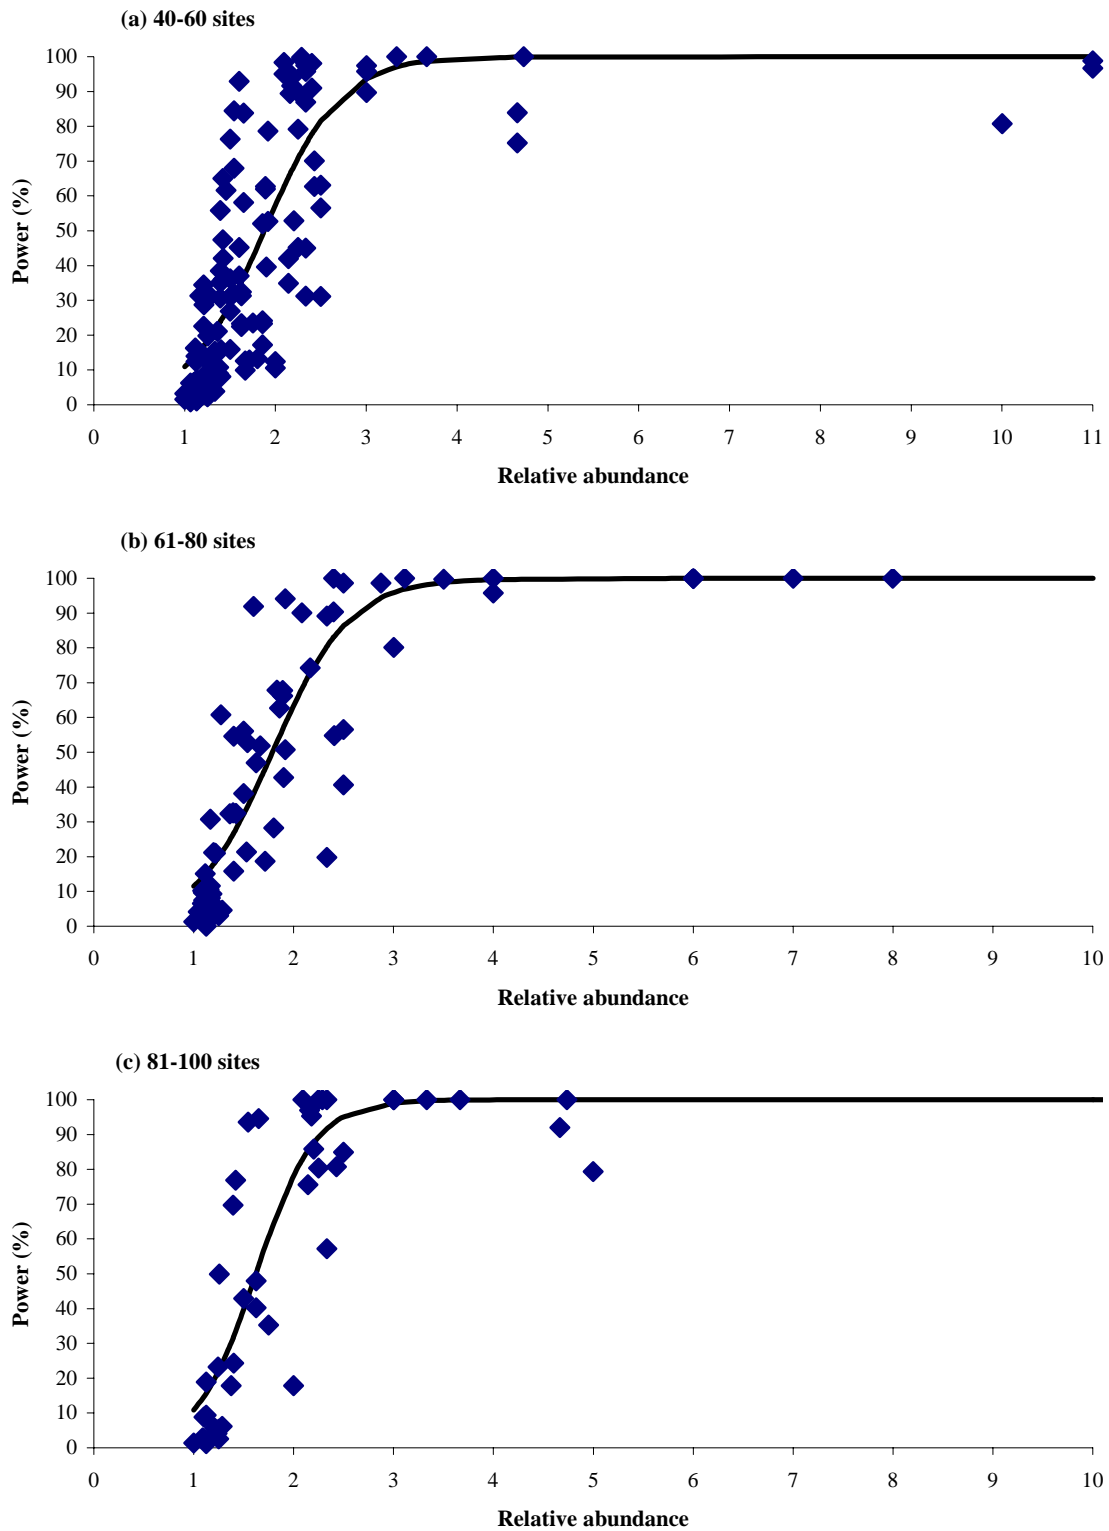 (a) 40-60 sites
100
90
80
70
60
50
40
30
20
10
0
Power (%)
0 1 2 3 4 5 6 7 8 9 10 11
Relative abundance
(b) 61-80 sites
100
90
80
70
60
50
40
30
20
10
0
Power (%)
0 1 2 3 4 5 6 7 8 9 10
Relative abundance
(c) 81-100 sites
100
90
80
70
60
50
40
30
20
10
0
Power (%)
0 1 2 3 4 5 6 7 8 9 10
Relative abundance